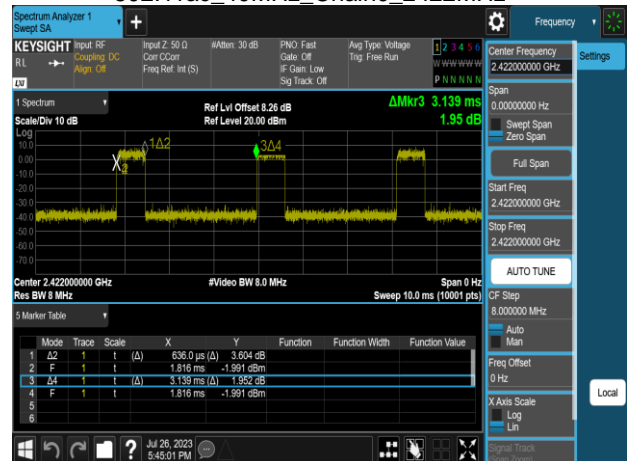 Spectrum Analyzer 1
Swept SA
Frequency
KEYSIGHT
RL
LXI
Input: RF
Coupling: DC
Align: Off
Input Z: 50 Ω
Corr CCorr
Freq Ref: Int (S)
#Atten: 30 dB
PNO: Fast
Gate: Off
IF Gain: Low
Sig Track: Off
Avg Type: Voltage
Trig: Free Run
1 2 3 4 5 6
W W W W W W
P N N N N N
Center Frequency
2.422000000 GHz
Settings
Span
0.00000000 Hz
Swept Span
Zero Span
Full Span
Start Freq
2.422000000 GHz
Stop Freq
2.422000000 GHz
AUTO TUNE
CF Step
8.000000 MHz
Auto
Man
Freq Offset
0 Hz
X Axis Scale
Log
Lin
Signal Track
Local
1 Spectrum
Scale/Div 10 dB
Log
Ref Lvl Offset 8.26 dB
Ref Level 20.00 dBm
ΔMkr3 3.139 ms
1.95 dB
10.0
0.00
-10.0
-20.0
-30.0
-40.0
-50.0
-60.0
-70.0
1Δ2
3Δ4
X
Center 2.422000000 GHz
Res BW 8 MHz
#Video BW 8.0 MHz
Span 0 Hz
Sweep 10.0 ms (10001 pts)
5 Marker Table
Mode Trace Scale X Y Function Function Width Function Value
1 Δ2 1 t (Δ) 636.0 µs (Δ) 3.604 dB
2 F 1 t 1.816 ms -1.991 dBm
3 Δ4 1 t (Δ) 3.139 ms (Δ) 1.952 dB
4 F 1 t 1.816 ms -1.991 dBm
5
6
?
Jul 26, 2023
5:45:01 PM